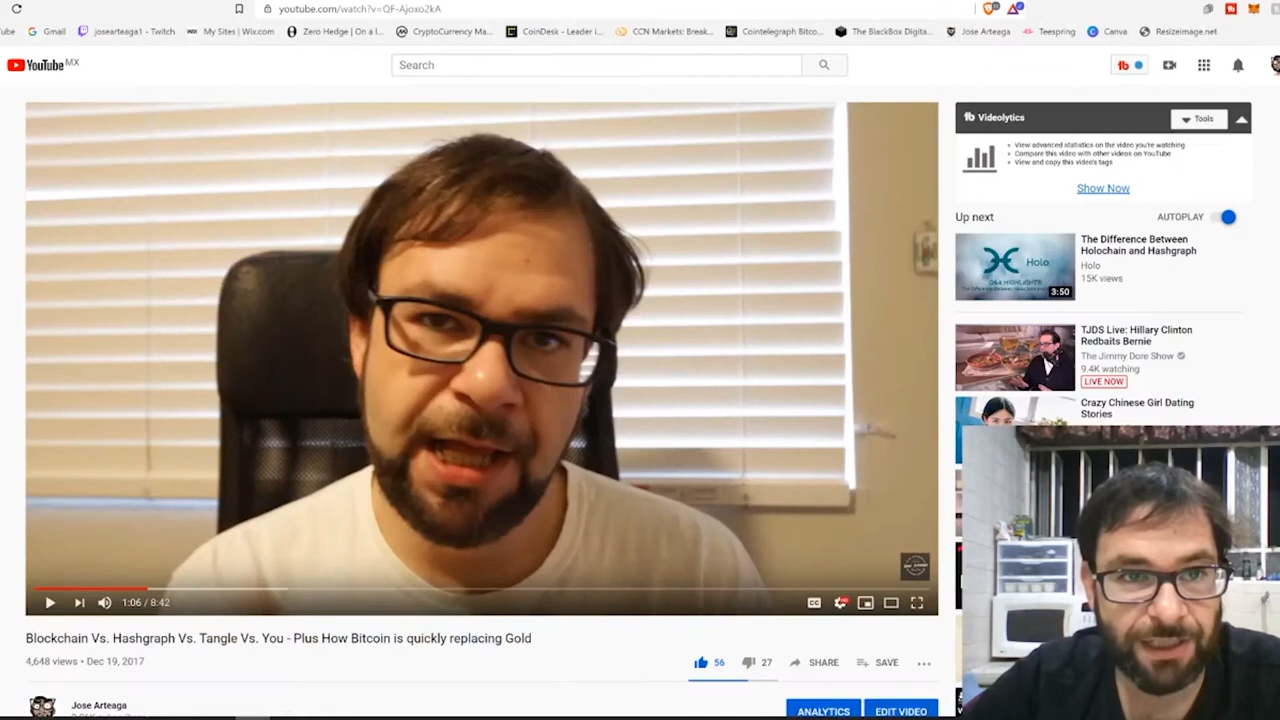 youtube.com/watch?v=QF-Ajoxo2kA
ube
Gmail
josearteaga1 - Twitch
My Sites | Wix.com
Zero Hedge | On a l...
CryptoCurrency Ma...
CoinDesk - Leader i...
CCN Markets: Break...
Cointelegraph Bitco...
The BlackBox Digita...
Jose Arteaga
Teespring
Canva
Resizeimage.net
YouTube MX
Search
Videolytics
Tools
View advanced statistics on the video you're watching
Compare this video with other videos on YouTube
View and copy this video's tags
Show Now
Up next
AUTOPLAY
The Difference Between
Holochain and Hashgraph
Holo
15K views
Holo
Q&A HIGHLIGHTS
3:50
TJDS Live: Hillary Clinton
Redbaits Bernie
The Jimmy Dore Show
9.4K watching
LIVE NOW
Crazy Chinese Girl Dating
Stories
1:06 / 8:42
CC
Blockchain Vs. Hashgraph Vs. Tangle Vs. You - Plus How Bitcoin is quickly replacing Gold
4,648 views • Dec 19, 2017
56
27
SHARE
SAVE
Jose Arteaga
ANALYTICS
EDIT VIDEO